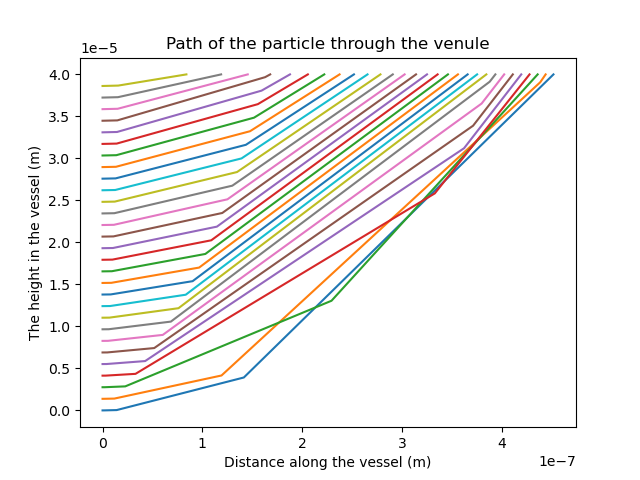 Path of the particle through the venule
1e−5
4.0
3.5
3.0
2.5
2.0
1.5
1.0
0.5
0.0
The height in the vessel (m)
0 1 2 3 4
Distance along the vessel (m)
1e−7